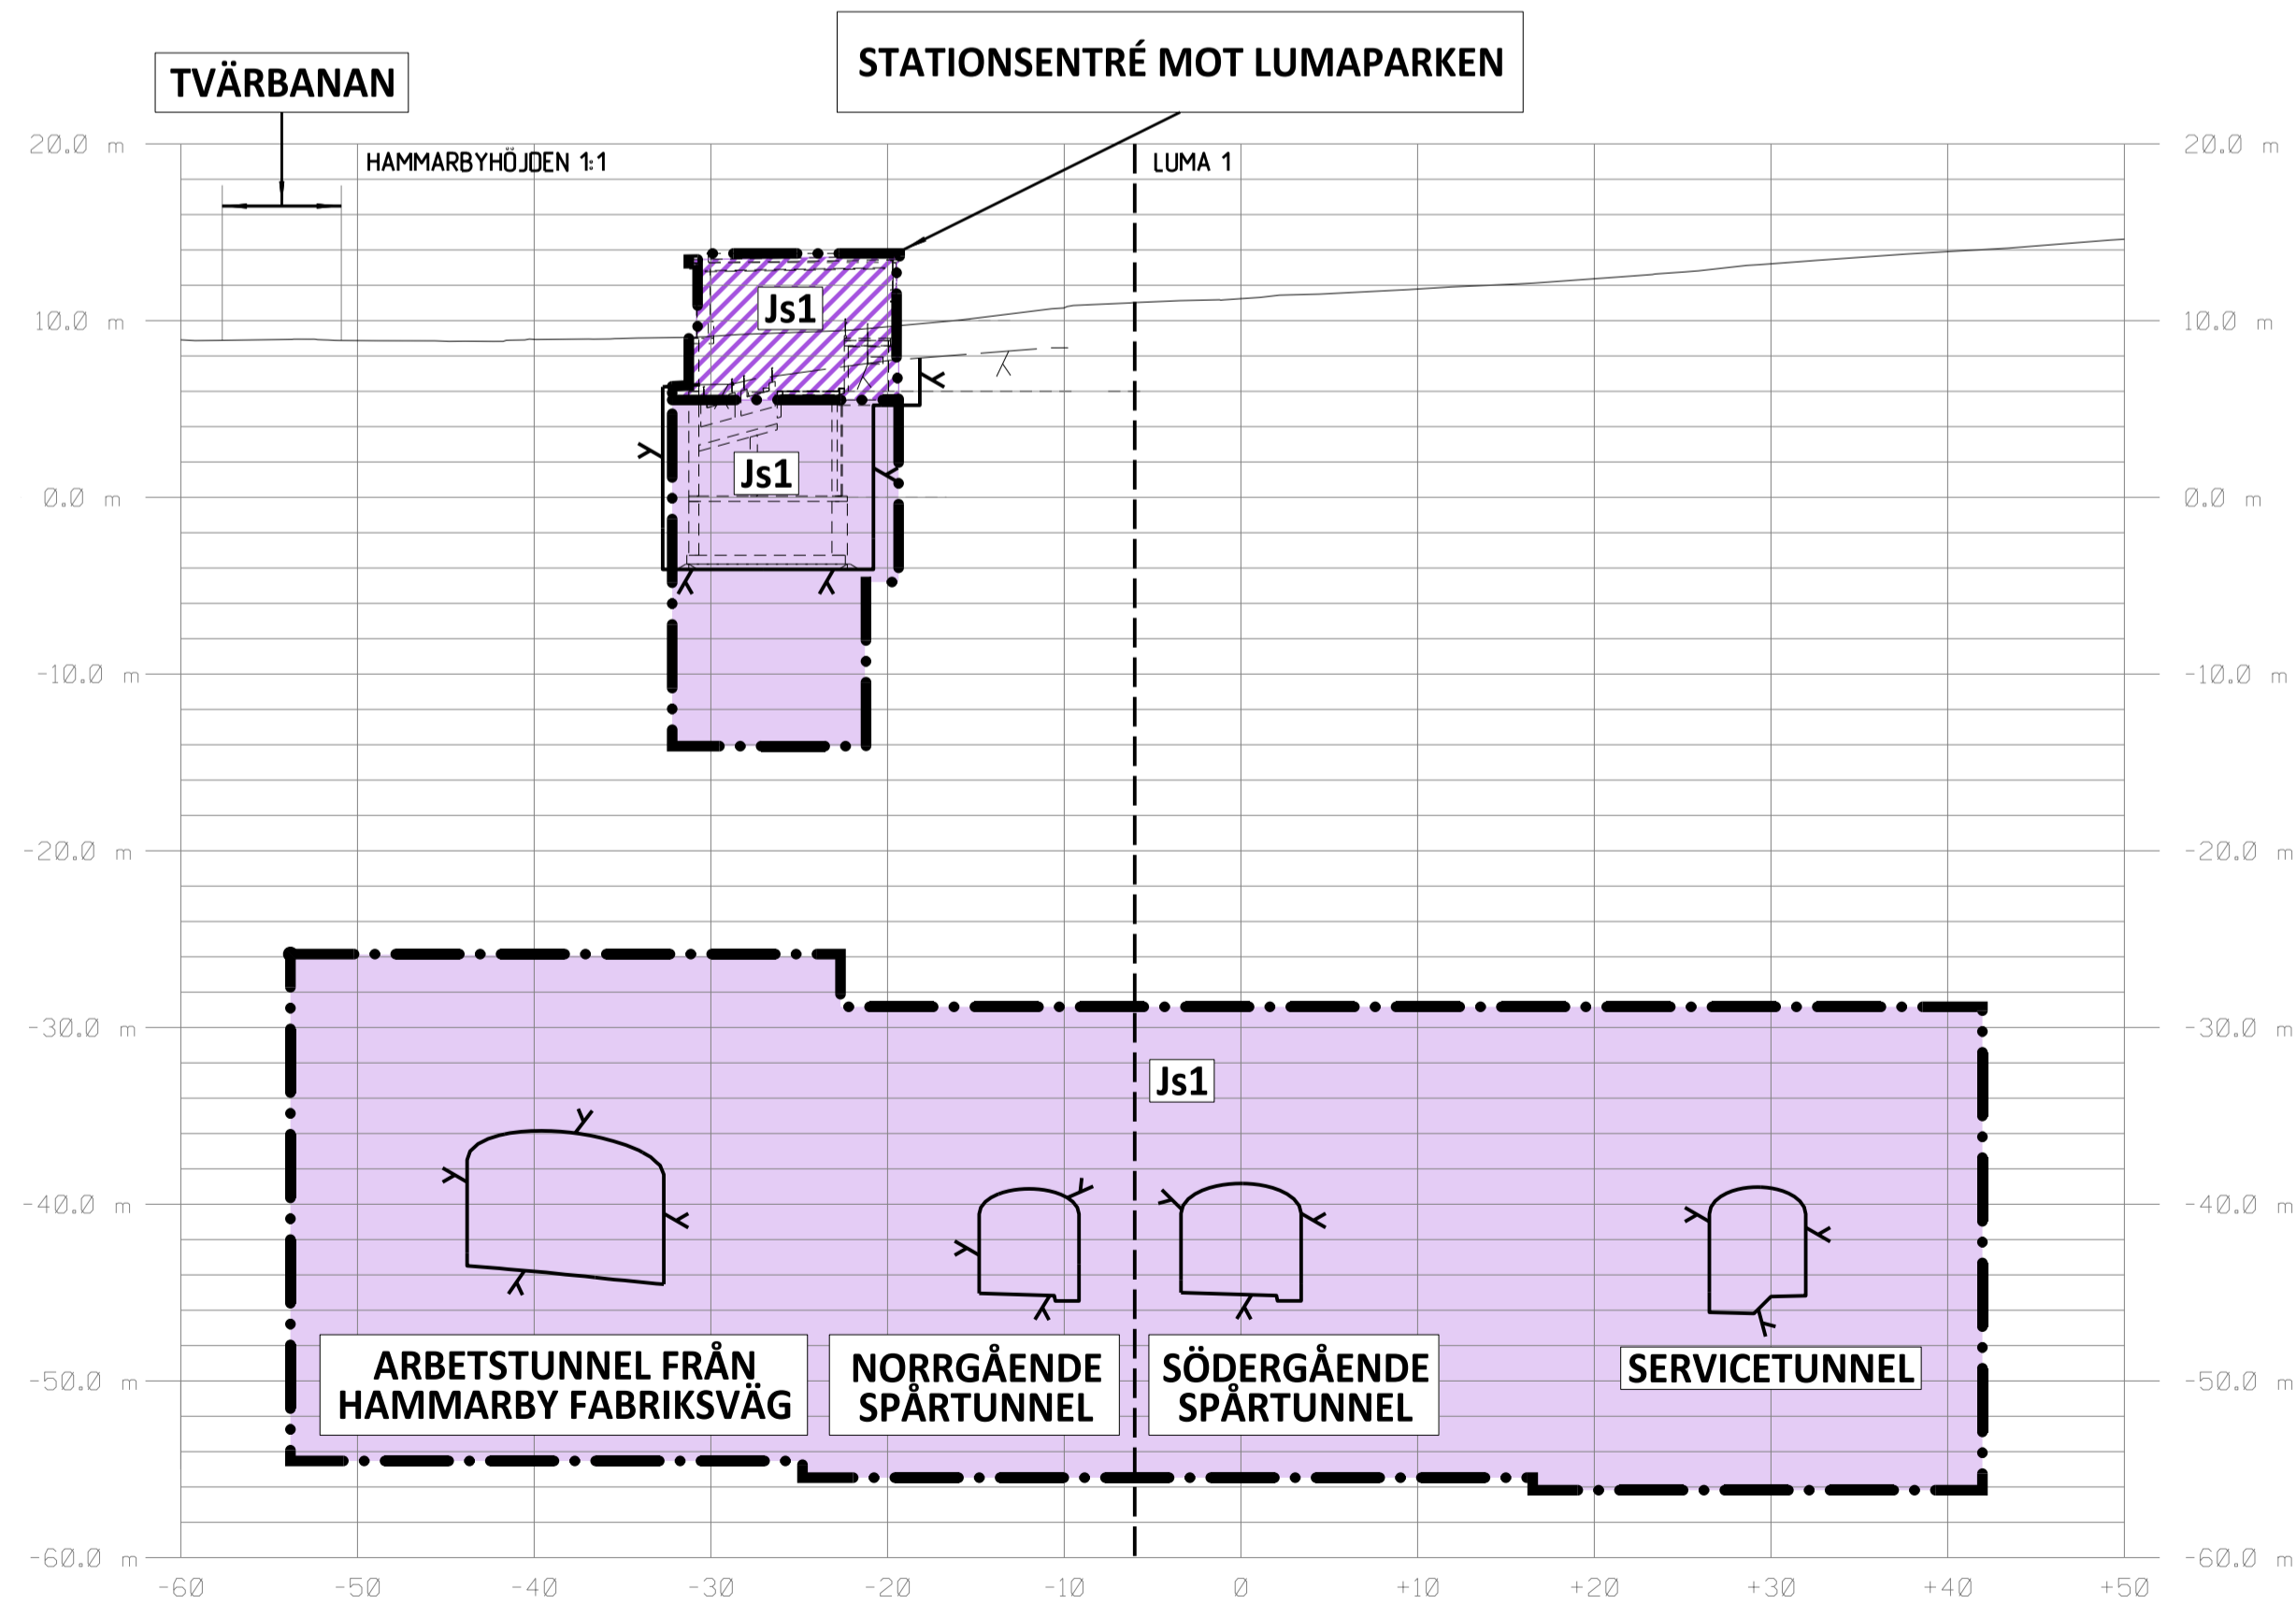 STATIONSENTRÉ MOT LUMAPARKEN
TVÄRBANAN
20.0 m
20.0 m
HAMMARBYHÖJDEN 1:1
LUMA 1
Js1
10.0 m
10.0 m
Js1
0.0 m
0.0 m
-10.0 m
-10.0 m
-20.0 m
-20.0 m
-30.0 m
-30.0 m
Js1
-40.0 m
-40.0 m
ARBETSTUNNEL FRÅN
HAMMARBY FABRIKSVÄG
NORRGÅENDE
SPÅRTUNNEL
SÖDERGÅENDE
SPÅRTUNNEL
SERVICETUNNEL
-50.0 m
-50.0 m
-60.0 m
-60.0 m
-60 -50 -40 -30 -20 -10 0 +10 +20 +30 +40 +50